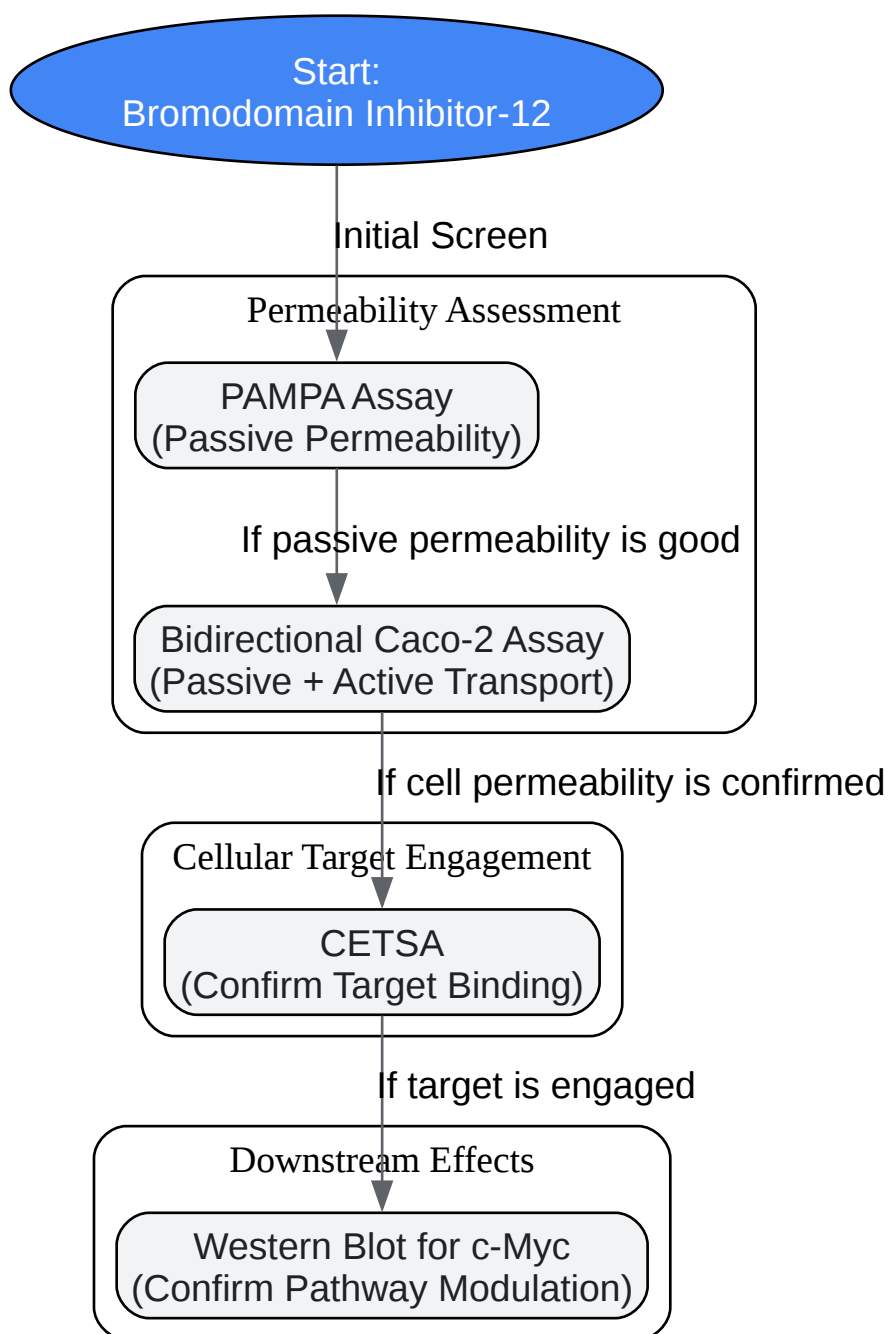 Start:
Bromodomain Inhibitor-12
Initial Screen
Permeability Assessment
PAMPA Assay
(Passive Permeability)
If passive permeability is good
Bidirectional Caco-2 Assay
(Passive + Active Transport)
If cell permeability is confirmed
Cellular Target Engagement
CETSA
(Confirm Target Binding)
If target is engaged
Downstream Effects
Western Blot for c-Myc
(Confirm Pathway Modulation)